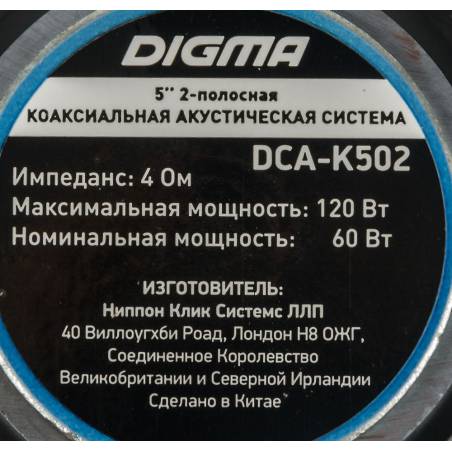 DIGMA
5" 2-полосная
КОАКСИАЛЬНАЯ АКУСТИЧЕСКАЯ СИСТЕМА
DCA-K502
Импеданс: 4 Ом
Максимальная мощность: 120 Вт
Номинальная мощность: 60 Вт
ИЗГОТОВИТЕЛЬ:
Ниппон Клик Системс ЛЛП
40 Виллоугхби Роад, Лондон Н8 ОЖГ,
Соединенное Королевство
Великобритании и Северной Ирландии
Сделано в Китае